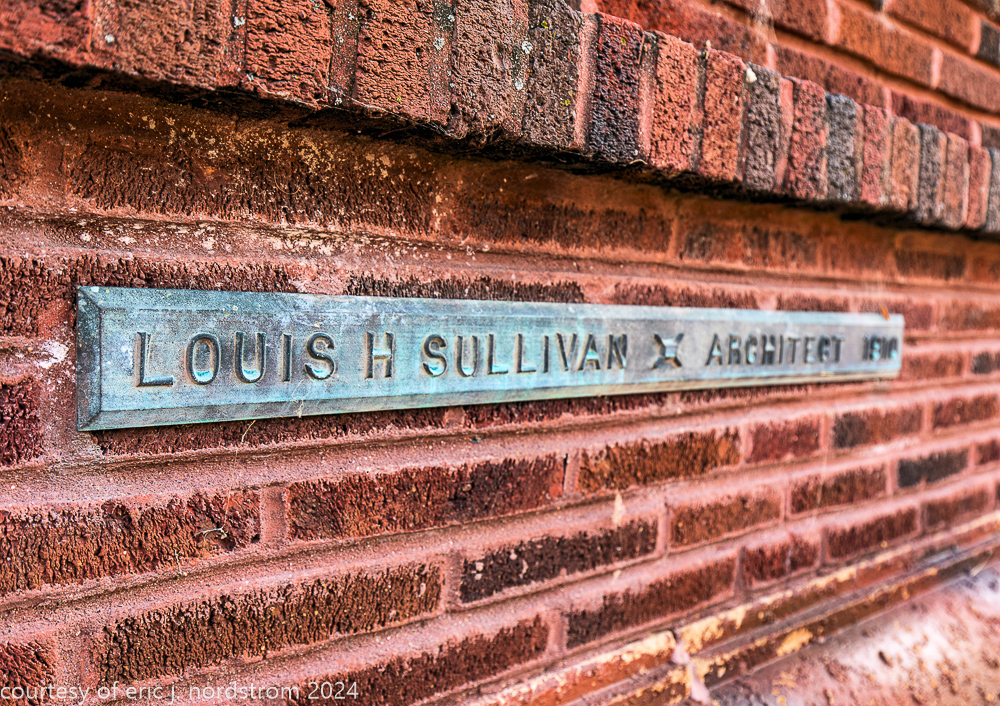 LOUIS H SULLIVAN ARCHITECT
courtesy of eric j. nordstrom 2024